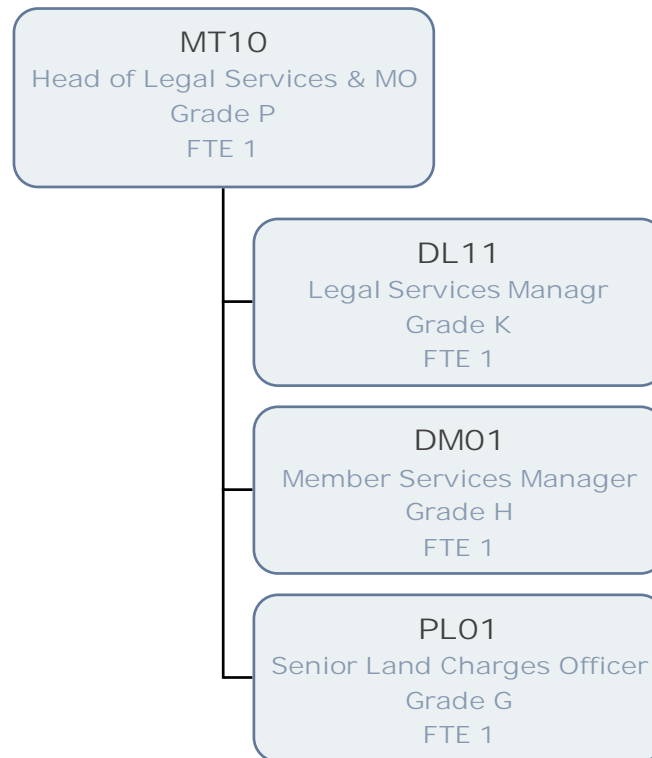 MT10
Head of Legal Services & MO
Grade P
FTE 1
DL11
Legal Services Managr
Grade K
FTE 1
DM01
Member Services Manager
Grade H
FTE 1
PL01
Senior Land Charges Officer
Grade G
FTE 1